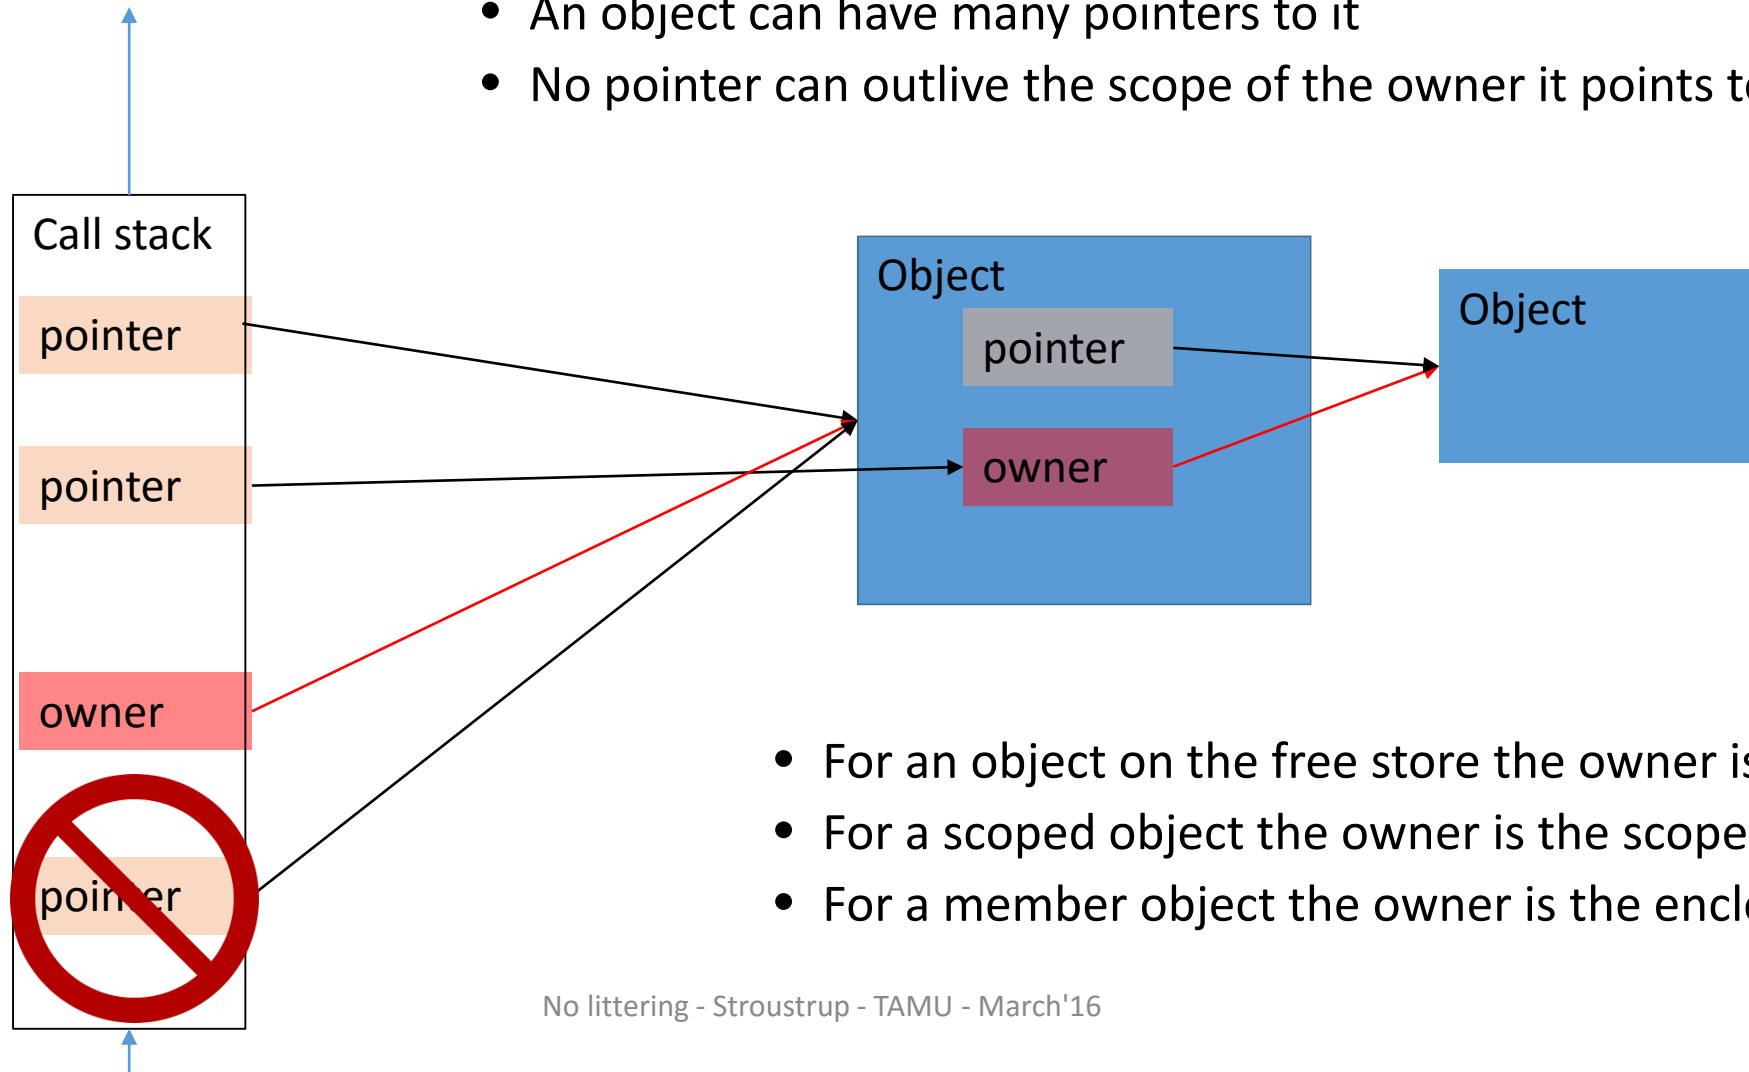 • An object can have many pointers to it
• No pointer can outlive the scope of the owner it points
Call stack
pointer
pointer
owner
pointer
Object
pointer
owner
Object
• For an object on the free store the owner is
• For a scoped object the owner is the scope
• For a member object the owner is the
No littering - Stroustrup - TAMU - March'16